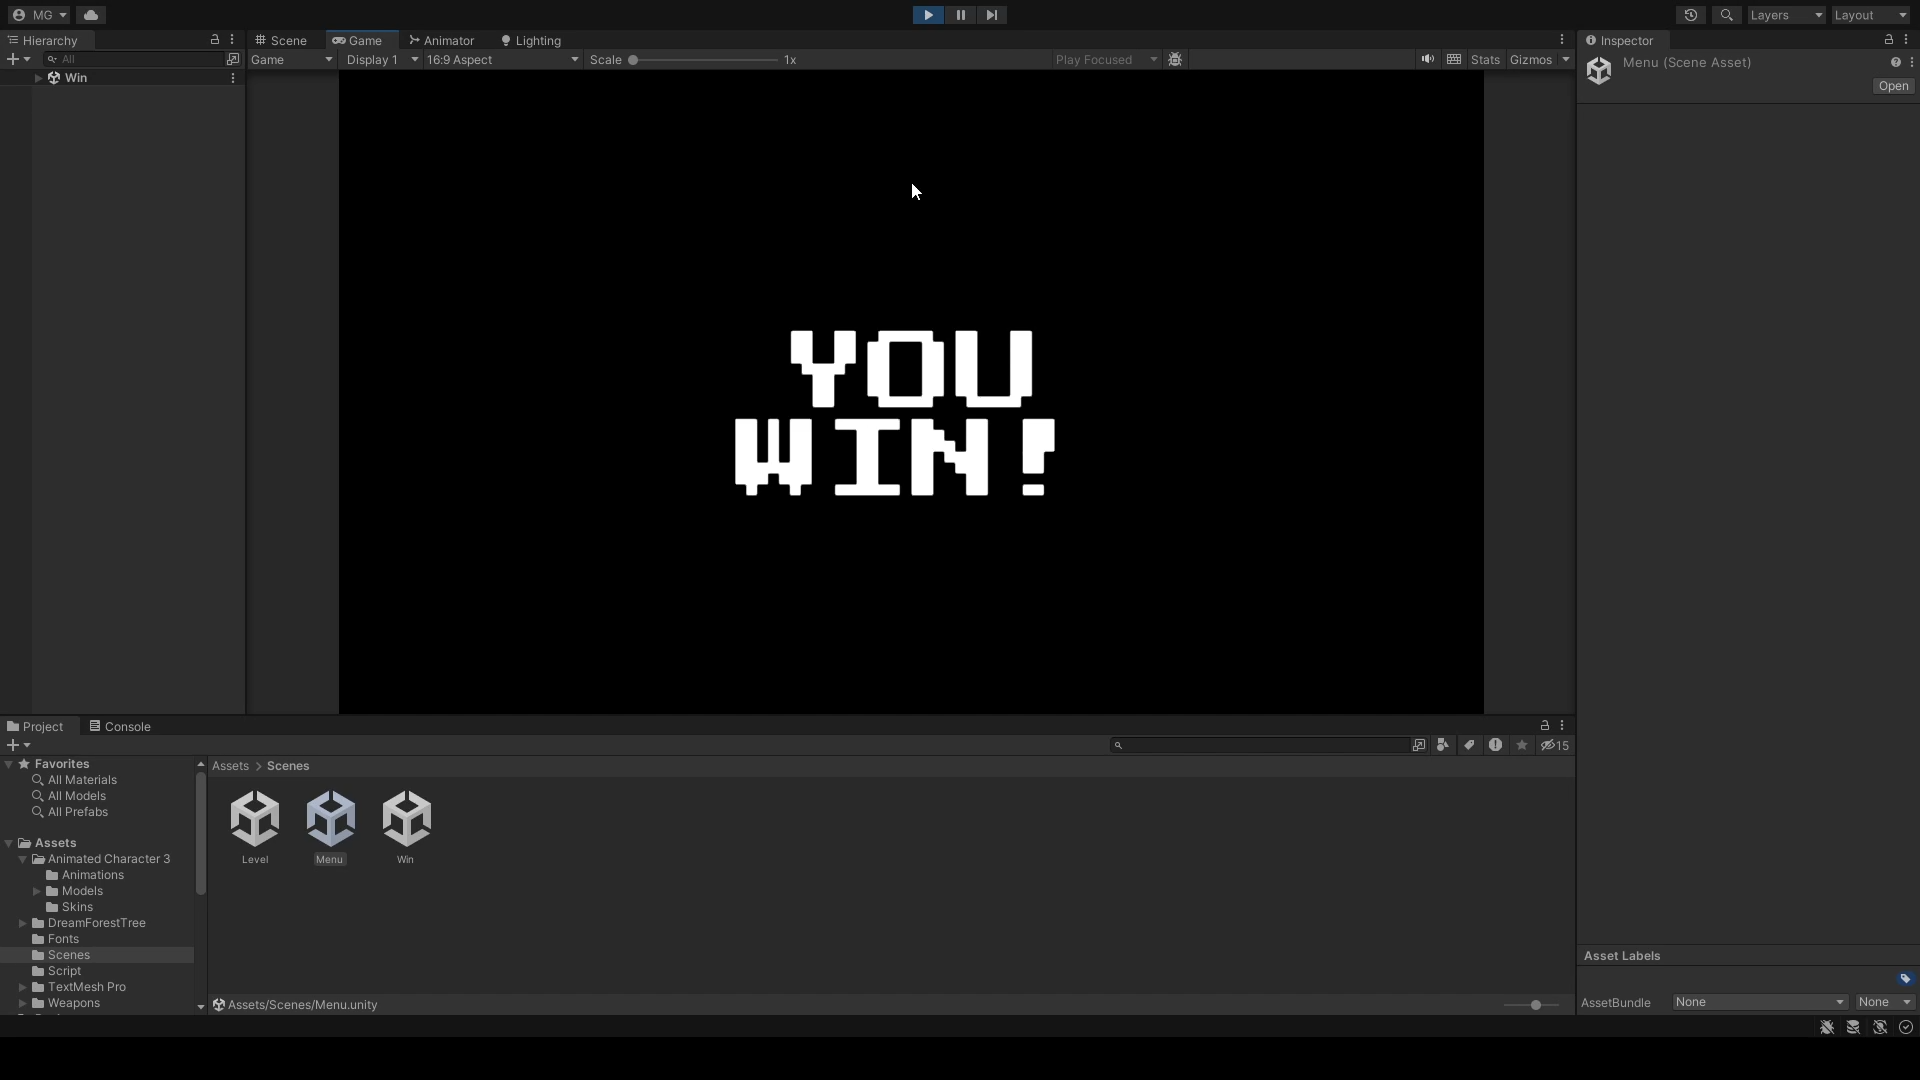 MG
Layers
Layout
Hierarchy
Scene
Game
Animator
Lighting
Inspector
All
Game
Display 1
16:9 Aspect
Scale
1x
Play Focused
Stats
Gizmos
Menu (Scene Asset)
Open
Win
YOU
WIN!
Project
Console
15
Favorites
All Materials
All Models
All Prefabs
Assets
Animated Character 3
Animations
Models
Skins
DreamForestTree
Fonts
Scenes
Script
TextMesh Pro
Weapons
Assets > Scenes
Level
Menu
Win
Assets/Scenes/Menu.unity
Asset Labels
AssetBundle
None
None